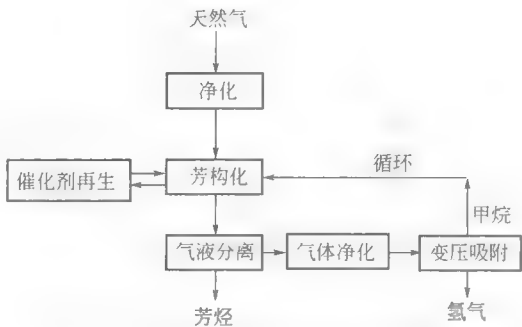 天然气
净化
催化剂再生
芳构化
循环
甲烷
气液分离
气体净化
变压吸附
芳烃
氢气